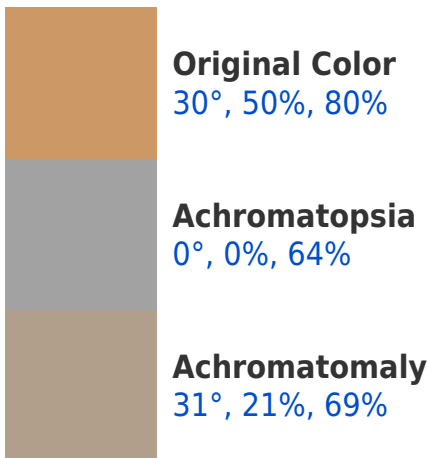 Original Color
30°, 50%, 80%
Achromatopsia
0°, 0%, 64%
Achromatomaly
31°, 21%, 69%